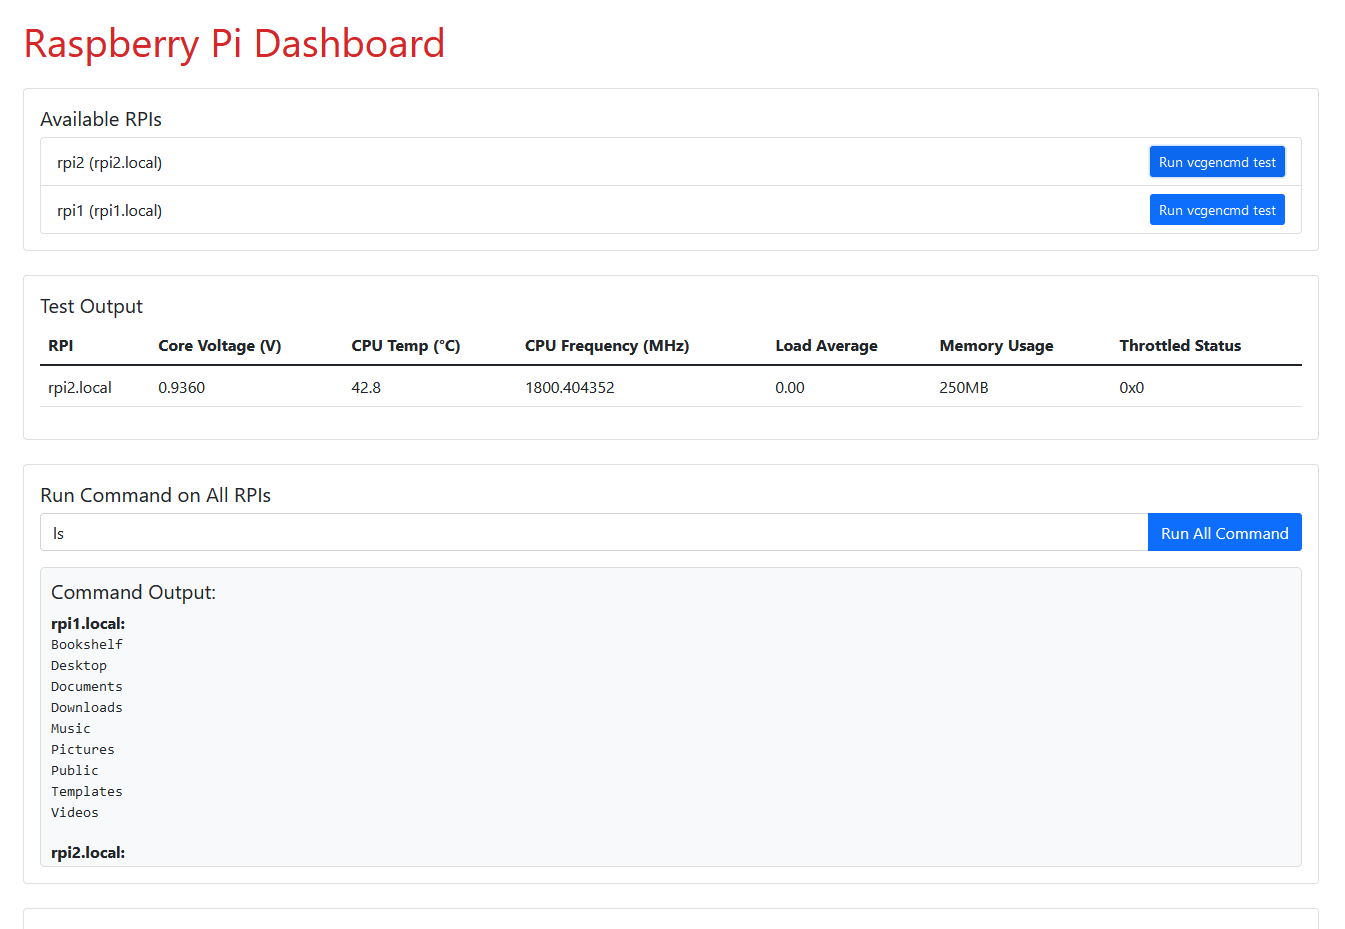 Raspberry Pi Dashboard
Available RPIs
rpi2 (rpi2.local) Run vcgencmd test
rpi1 (rpi1.local) Run vcgencmd test
Test Output
RPI Core Voltage (V) CPU Temp (°C) CPU Frequency (MHz) Load Average Memory Usage Throttled Status
rpi2.local 0.9360 42.8 1800.404352 0.00 250MB 0x0
Run Command on All RPIs
ls Run All Command
Command Output:
rpi1.local:
Bookshelf
Desktop
Documents
Downloads
Music
Pictures
Public
Templates
Videos
rpi2.local: